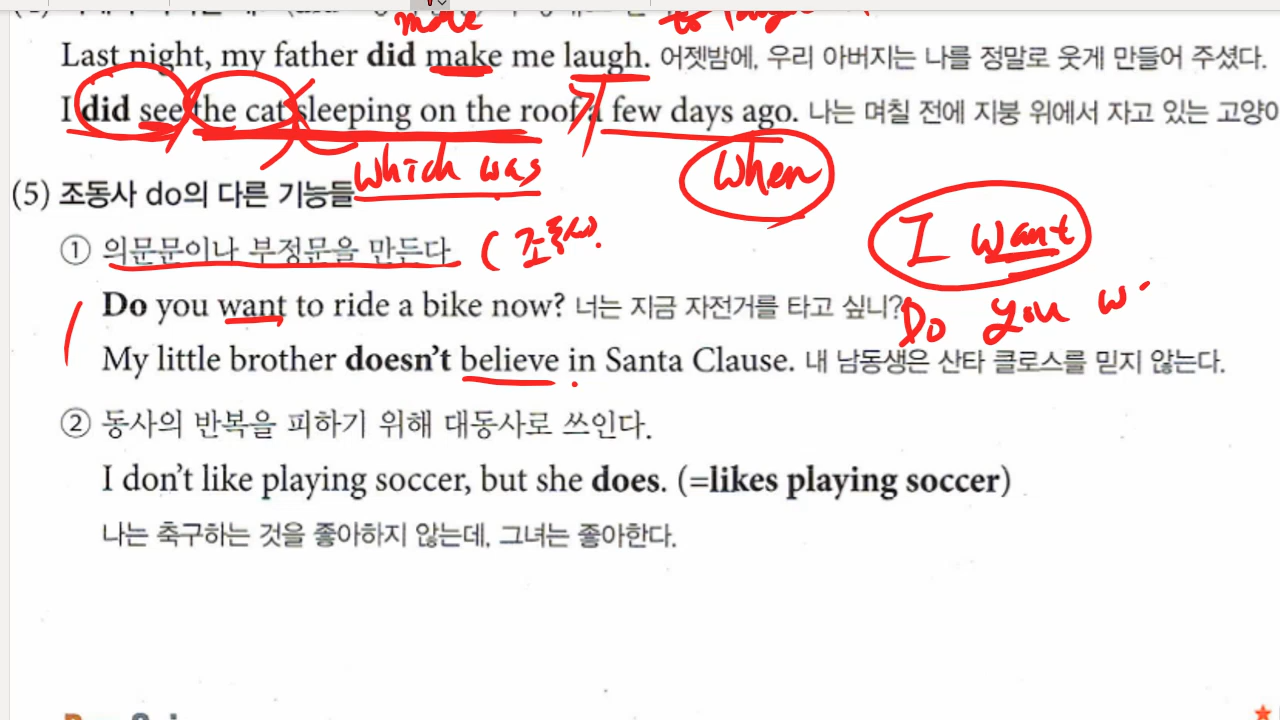 Last night, my father did make me laugh. 어젯밤에, 우리 아버지는 나를 정말로 웃게 만들어 주셨다.
I did see the cat sleeping on the roof a few days ago. 나는 며칠 전에 지붕 위에서 자고 있는 고양이
which was
when
(5) 조동사 do의 다른 기능들
① 의문문이나 부정문을 만든다. (조동사.
I want
Do you want to ride a bike now? 너는 지금 자전거를 타고 싶니?
Do you w
My little brother doesn't believe in Santa Clause. 내 남동생은 산타 클로스를 믿지 않는다.
② 동사의 반복을 피하기 위해 대동사로 쓰인다.
I don't like playing soccer, but she does. (=likes playing soccer)
나는 축구하는 것을 좋아하지 않는데, 그녀는 좋아한다.